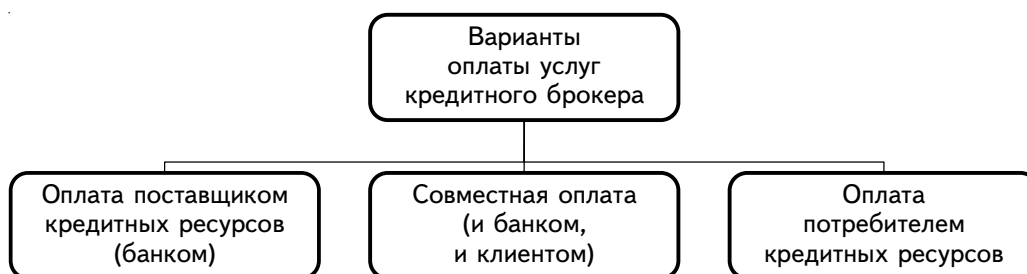 Варианты
оплаты услуг
кредитного брокера
Оплата поставщиком
кредитных ресурсов
(банком)
Совместная оплата
(и банком,
и клиентом)
Оплата
потребителем
кредитных ресурсов